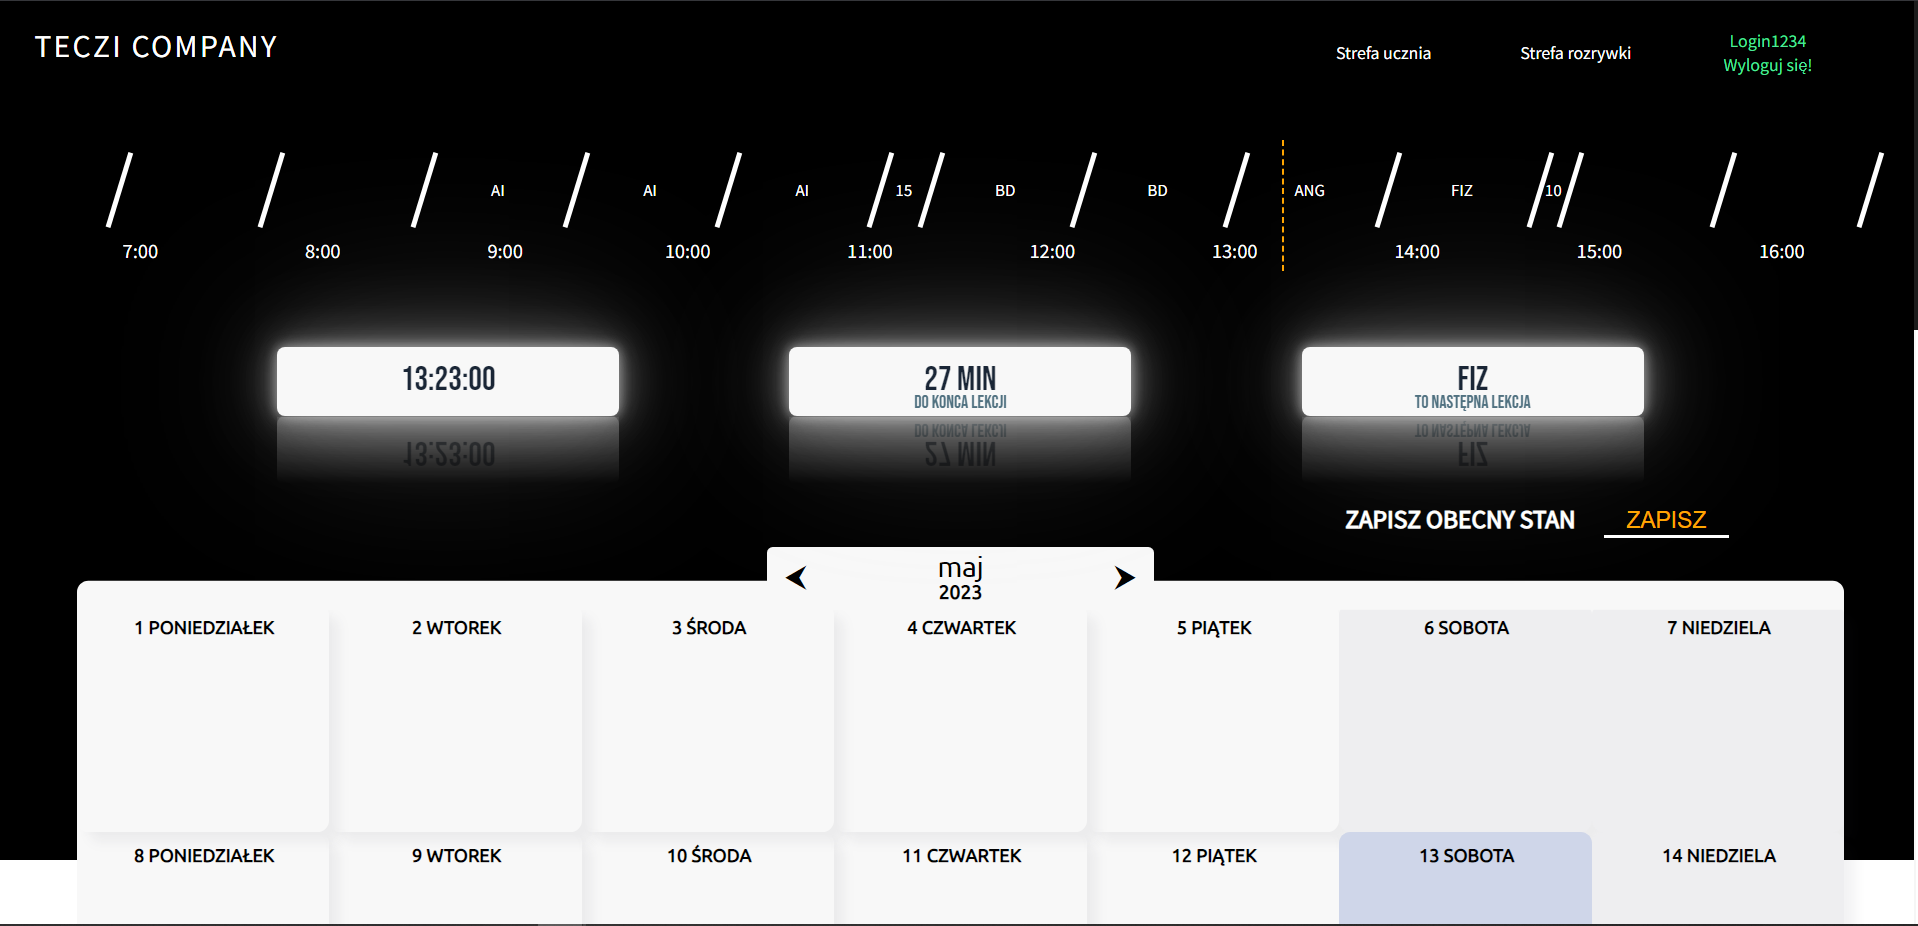 TECZI COMPANY
Strefa ucznia
Strefa rozrywki
Login1234
Wyloguj się!
AI AI AI 15 BD BD ANG FIZ 10
7:00 8:00 9:00 10:00 11:00 12:00 13:00 14:00 15:00 16:00
13:23:00
27 MIN
DO KOŃCA LEKCJI
FIZ
TO NASTĘPNA LEKCJA
ZAPISZ OBECNY STAN
ZAPISZ
maj
2023
1 PONIEDZIAŁEK 2 WTOREK 3 ŚRODA 4 CZWARTEK 5 PIĄTEK 6 SOBOTA 7 NIEDZIELA
8 PONIEDZIAŁEK 9 WTOREK 10 ŚRODA 11 CZWARTEK 12 PIĄTEK 13 SOBOTA 14 NIEDZIELA